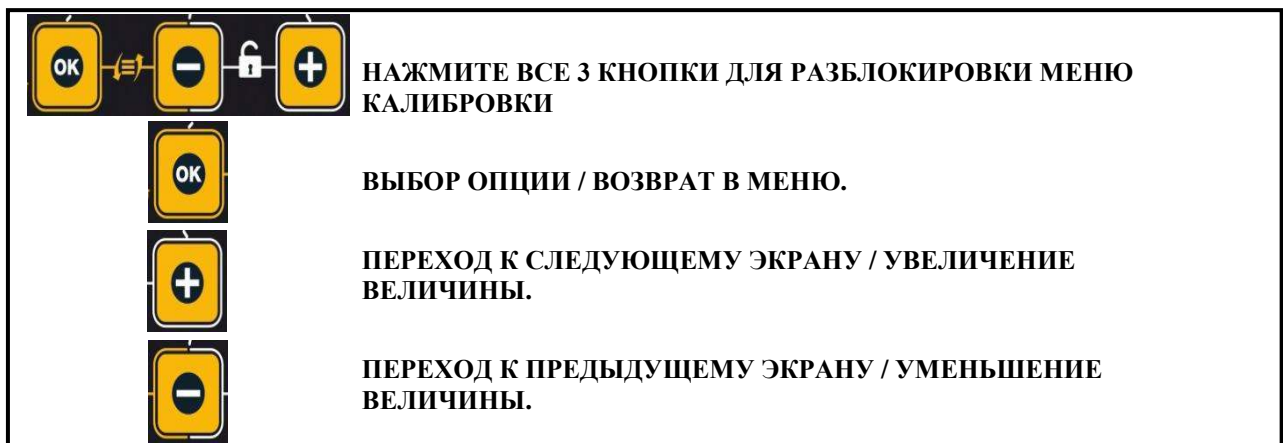 OK
НАЖМИТЕ ВСЕ 3 КНОПКИ ДЛЯ РАЗБЛОКИРОВКИ МЕНЮ
КАЛИБРОВКИ
OK
ВЫБОР ОПЦИИ / ВОЗВРАТ В МЕНЮ.
ПЕРЕХОД К СЛЕДУЮЩЕМУ ЭКРАНУ / УВЕЛИЧЕНИЕ
ВЕЛИЧИНЫ.
ПЕРЕХОД К ПРЕДЫДУЩЕМУ ЭКРАНУ / УМЕНЬШЕНИЕ
ВЕЛИЧИНЫ.